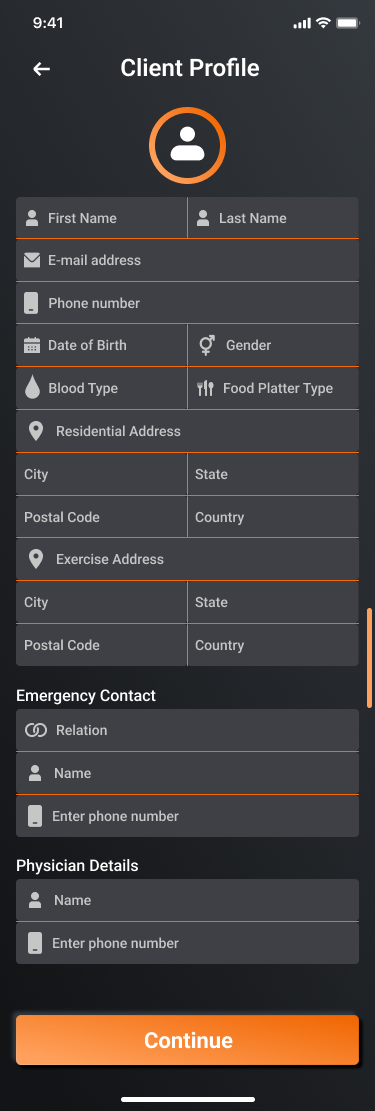 9:41
Client Profile
First Name Last Name
E-mail address
Phone number
Date of Birth Gender
Blood Type Food Platter Type
Residential Address
City State
Postal Code Country
Exercise Address
City State
Postal Code Country
Emergency Contact
Relation
Name
Enter phone number
Physician Details
Name
Enter phone number
Continue